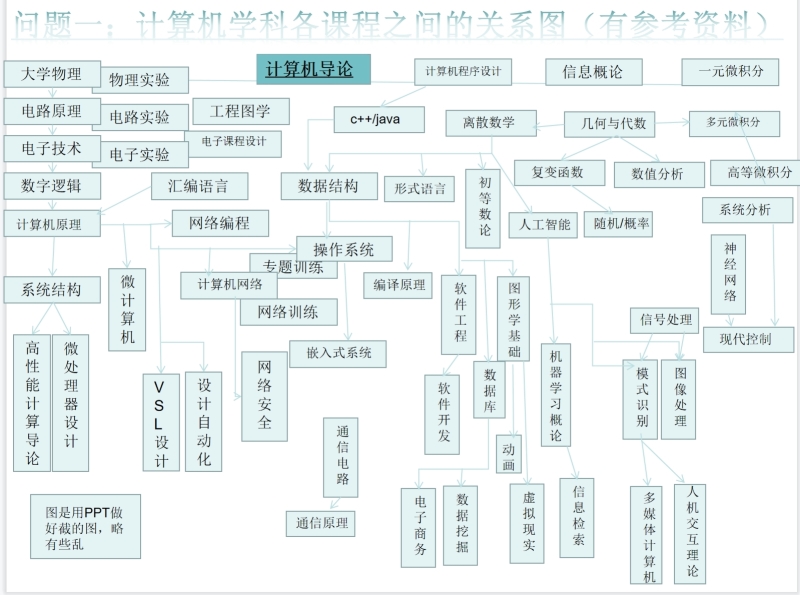 问题一：计算机学科各课程之间的关系图（有参考资料）
计算机导论
计算机程序设计
信息概论
一元微积分
大学物理
物理实验
电路原理
电路实验
工程图学
c++/java
离散数学
几何与代数
多元微积分
电子技术
电子实验
电子课程设计
复变函数
数值分析
高等微积分
数字逻辑
汇编语言
数据结构
形式语言
初等数论
系统分析
计算机原理
网络编程
人工智能
随机/概率
操作系统
专题训练
神经网络
系统结构
微计算机
计算机网络
编译原理
软件工程
图形学基础
网络训练
信号处理
现代控制
高性能计算导论
微处理器设计
嵌入式系统
机器学习概论
模式识别
图像处理
VSL设计
设计自动化
网络安全
软件开发
数据库
通信电路
动画
通信原理
电子商务
数据挖掘
虚拟现实
信息检索
多媒体计算机
人机交互理论
图是用PPT做
好截的图，略
有些乱